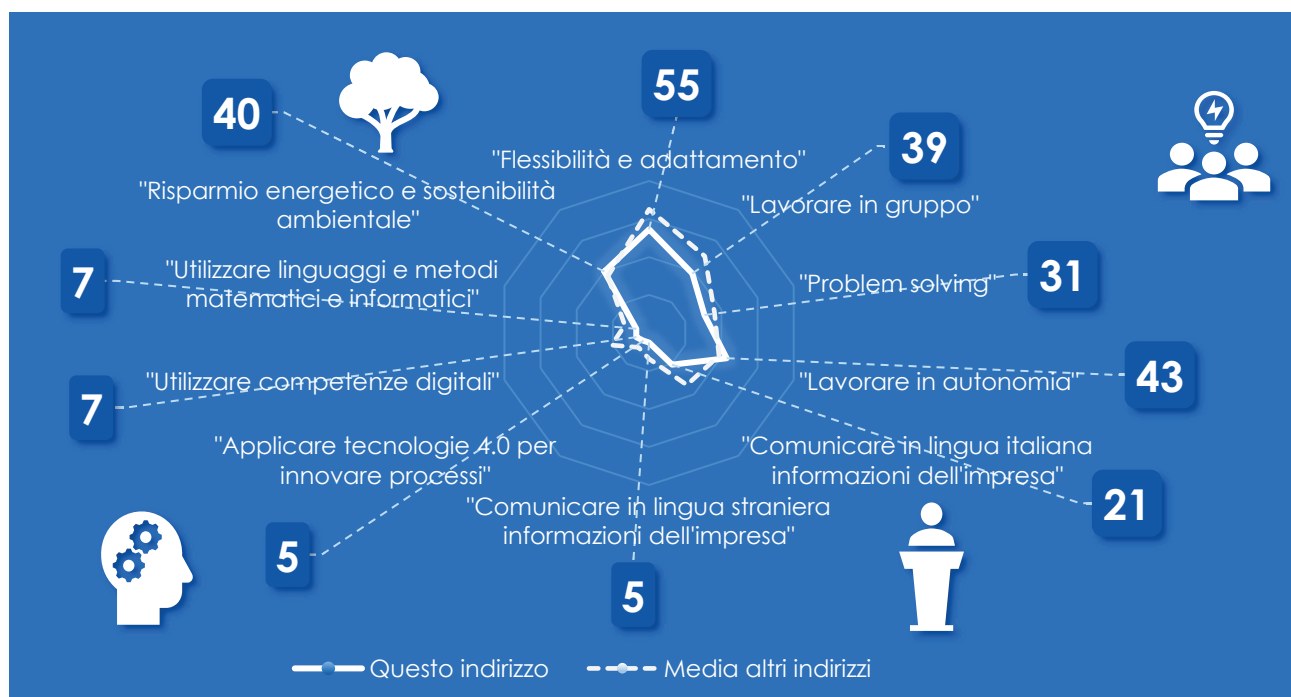 55
40
39
"Flessibilità e adattamento"
"Risparmio energetico e sostenibilità
ambientale"
"Lavorare in gruppo"
7
"Utilizzare linguaggi e metodi
matematici e informatici"
"Problem solving"
31
7
"Utilizzare competenze digitali"
"Lavorare in autonomia"
43
"Applicare tecnologie 4.0 per
innovare processi"
"Comunicare in lingua italiana
informazioni dell'impresa"
21
"Comunicare in lingua straniera
informazioni dell'impresa"
5
5
Questo indirizzo
Media altri indirizzi